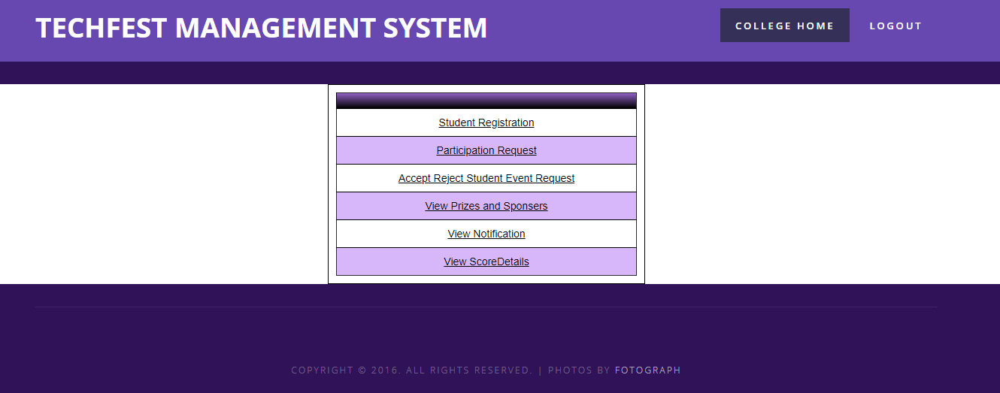 TECHFEST MANAGEMENT SYSTEM
COLLEGE HOME
LOGOUT
Student Registration
Participation Request
Accept Reject Student Event Request
View Prizes and Sponsers
View Notification
View ScoreDetails
COPYRIGHT © 2016. ALL RIGHTS RESERVED. | PHOTOS BY FOTOGRAPH